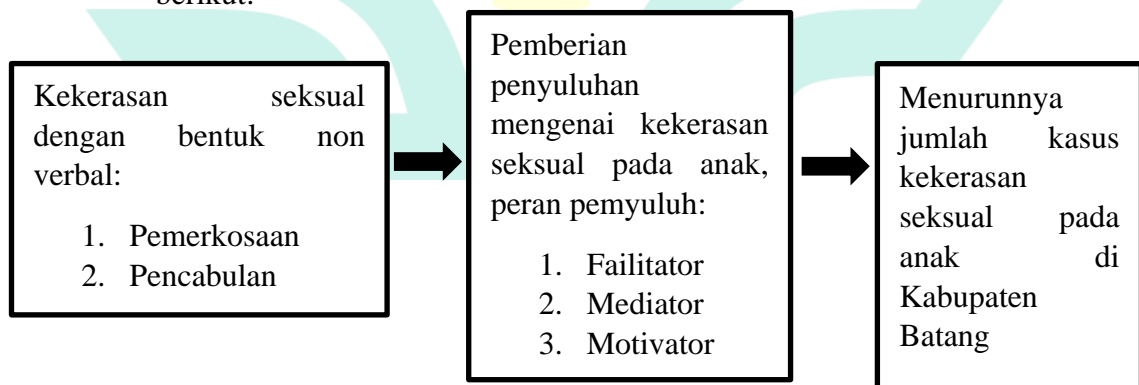 berikut:
Kekerasan seksual
dengan bentuk non
verbal:
1. Pemerkosaan
2. Pencabulan
Pemberian
penyuluhan
mengenai kekerasan
seksual pada anak,
peran pemyuluh:
1. Failitator
2. Mediator
3. Motivator
Menurunnya
jumlah kasus
kekerasan
seksual pada
anak di
Kabupaten
Batang